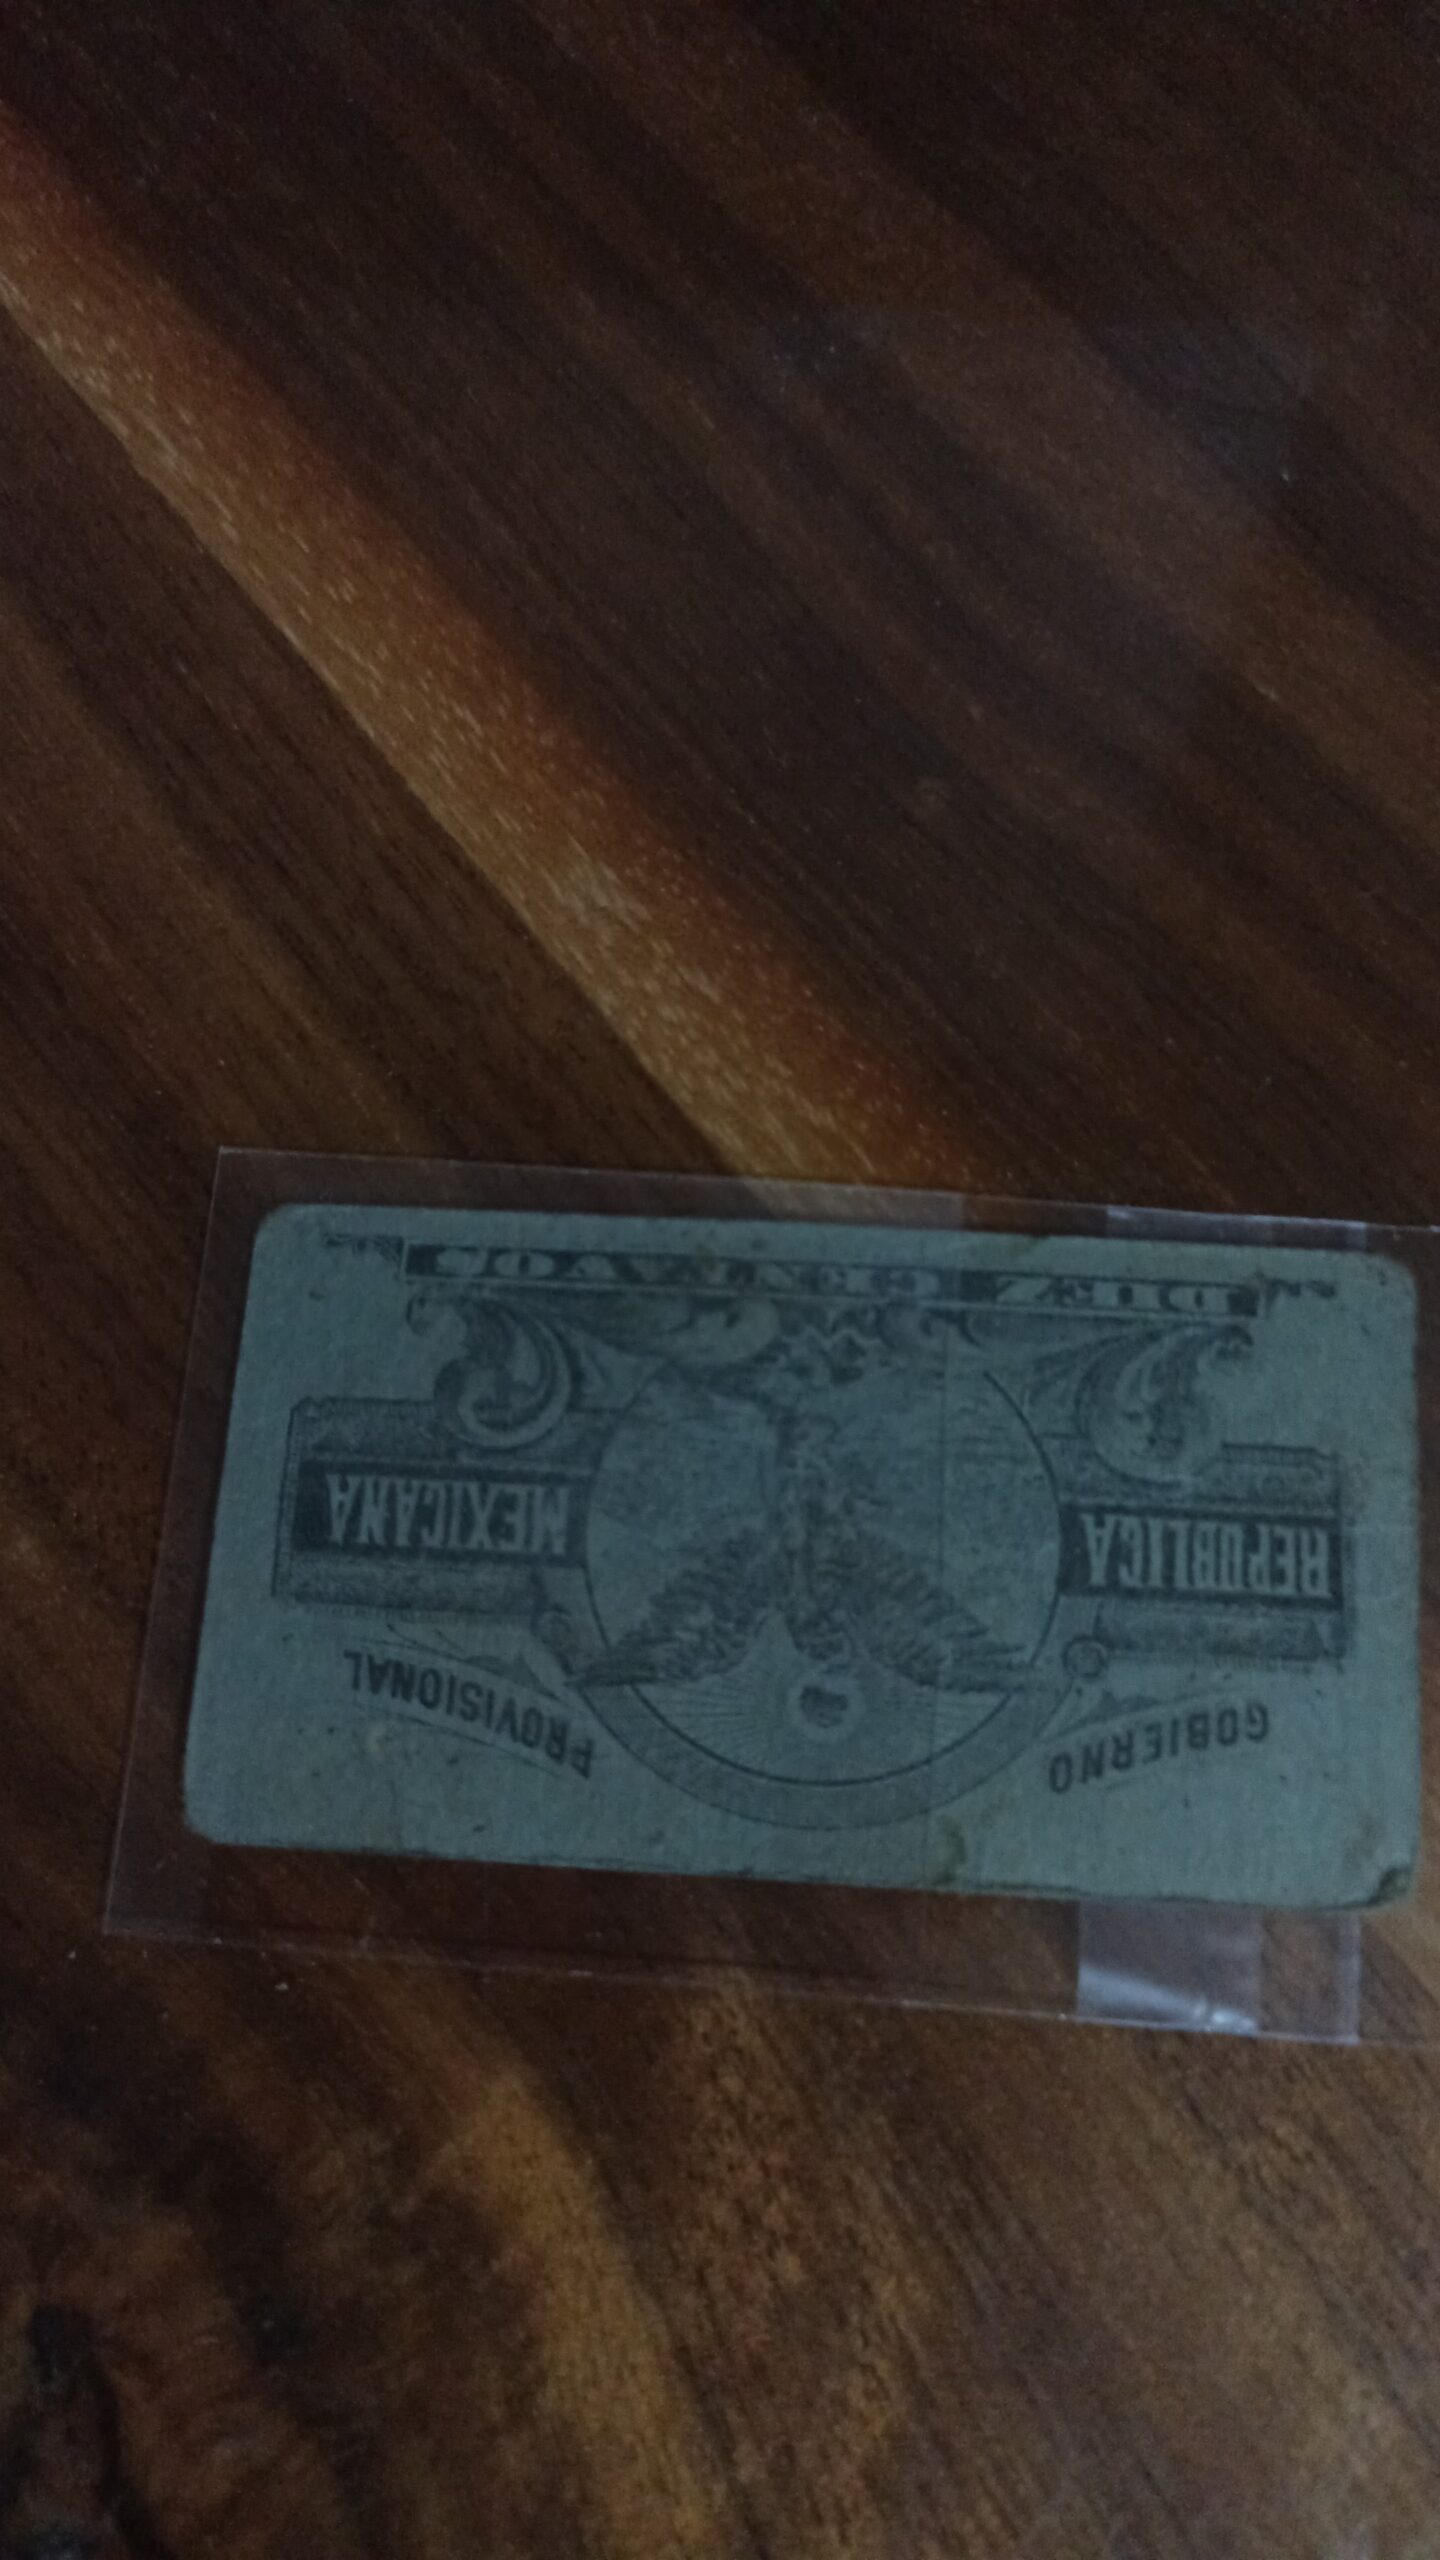 GOBIERNO PROVISIONAL
REPUBLICA MEXICANA
DIEZ CENTAVOS